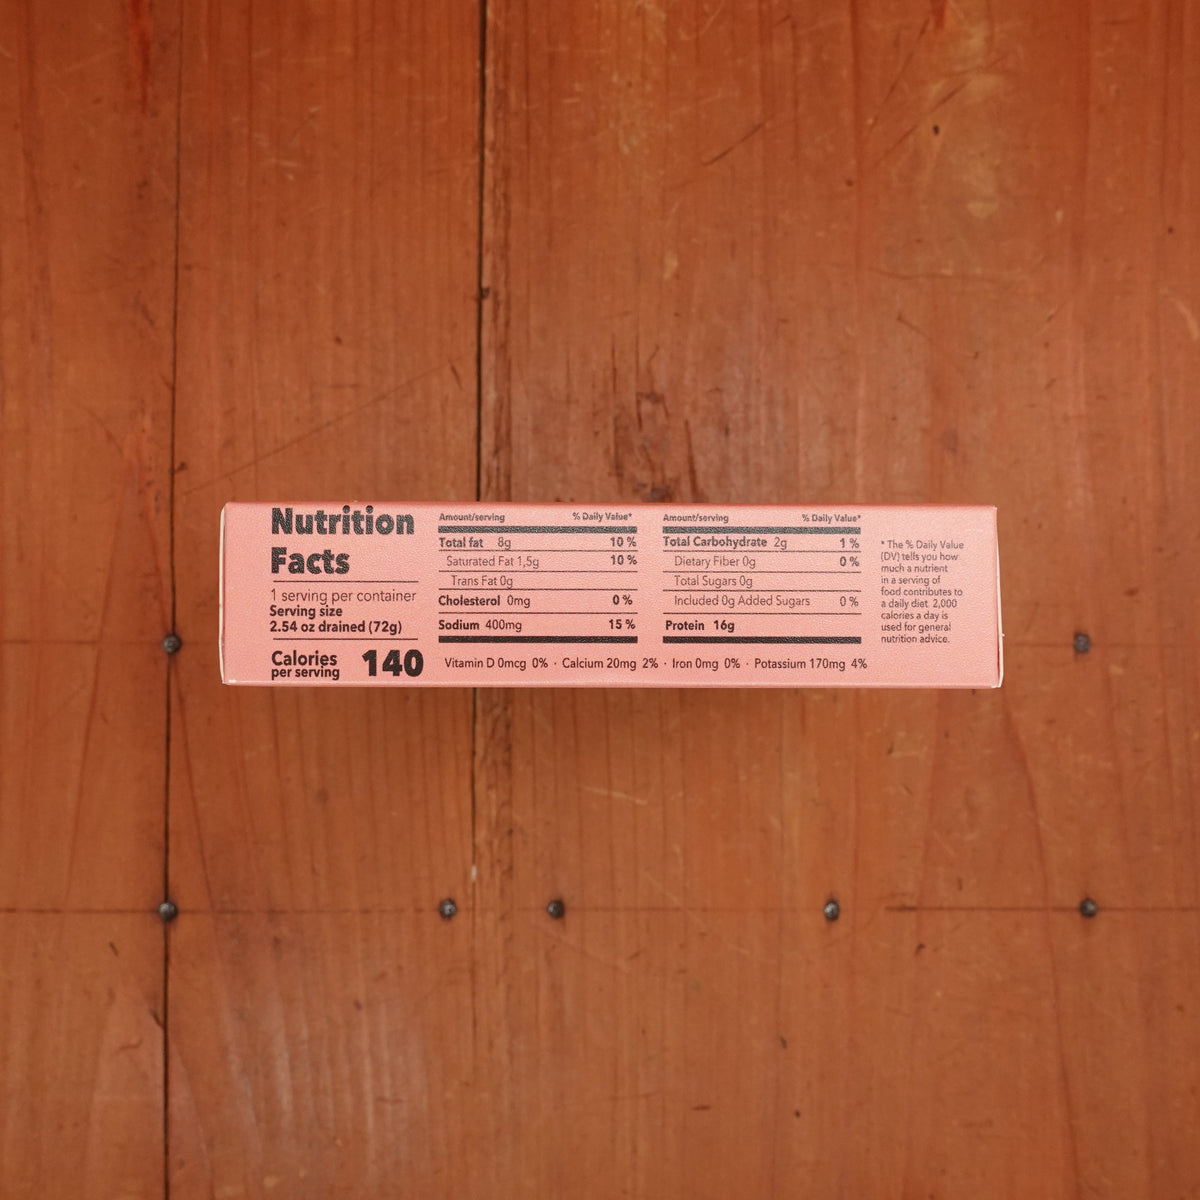 Nutrition
Facts
1 serving per container
Serving size
2.54 oz drained (72g)
Calories
per serving 140
Amount/serving % Daily Value*
Total fat 8g 10 %
Saturated Fat 1,5g 10 %
Trans Fat 0g
Cholesterol 0mg 0 %
Sodium 400mg 15 %
Amount/serving % Daily Value*
Total Carbohydrate 2g 1 %
Dietary Fiber 0g 0 %
Total Sugars 0g
Included 0g Added Sugars 0 %
Protein 16g
Vitamin D 0mcg 0% · Calcium 20mg 2% · Iron 0mg 0% · Potassium 170mg 4%
* The % Daily Value
(DV) tells you how
much a nutrient
in a serving of
food contributes to
a daily diet. 2,000
calories a day is
used for general
nutrition advice.